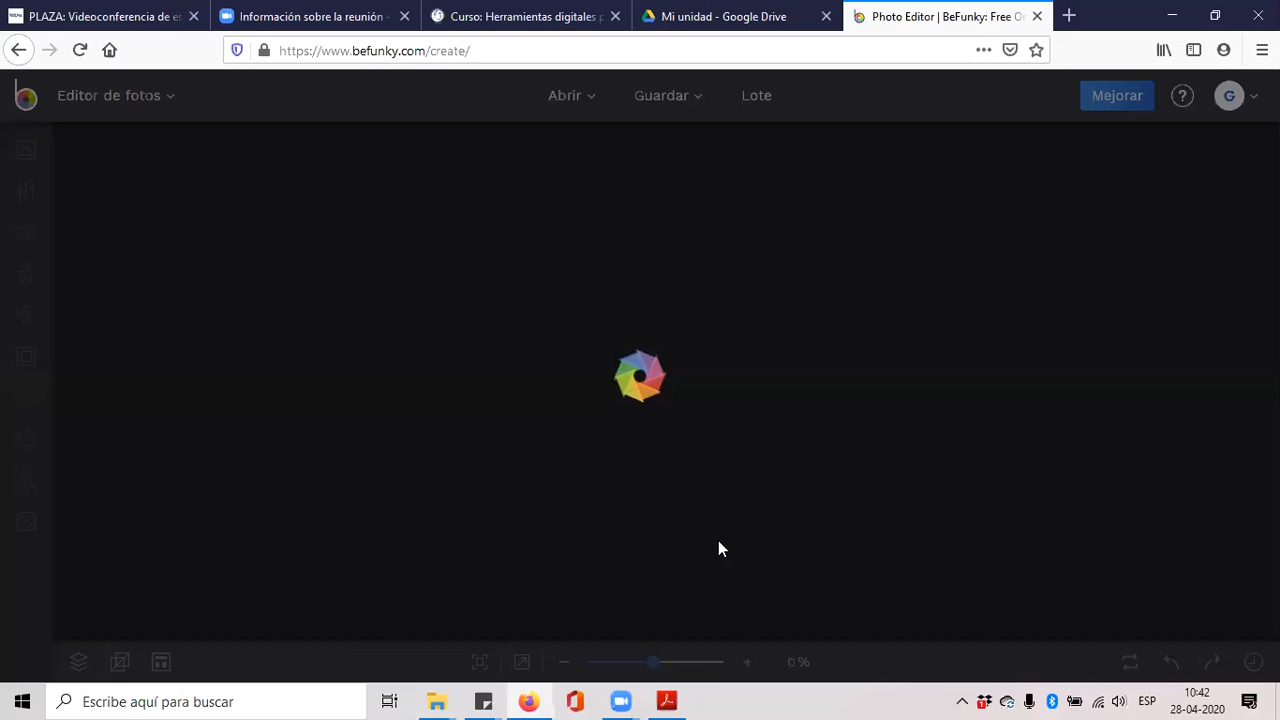 PLAZA: Videoconferencia de es
Información sobre la reunión -
Curso: Herramientas digitales p
Mi unidad - Google Drive
Photo Editor | BeFunky: Free On
https://www.befunky.com/create/
Editor de fotos
Abrir
Guardar
Lote
Mejorar
?
G
0 %
Escribe aquí para buscar
ESP
10:42
28-04-2020